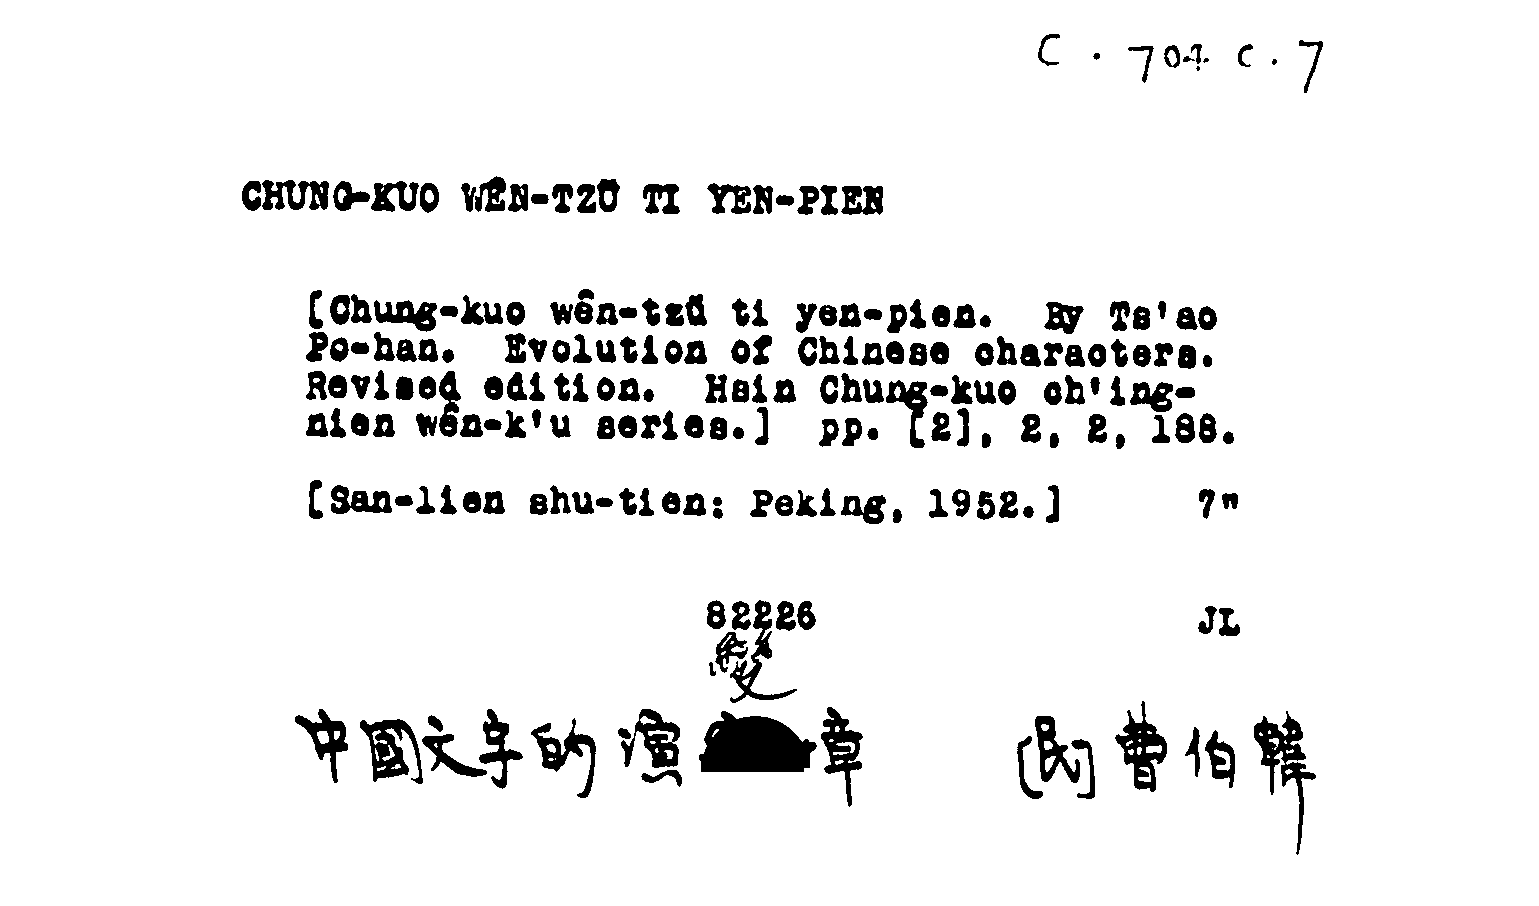 C. 704 c. 7
CHUNG-KUO WÊN-TZŬ TI YEN-PIEN
[Chung-kuo wên-tzŭ ti yen-pien. By Ts'ao
Po-han. Evolution of Chinese characters.
Revised edition. Hsin Chung-kuo ch'ing-
nien wên-k'u series.] pp. [2], 2, 2, 188.
[San-lien shu-tien: Peking, 1952.] 7"
82226 JL
變
中國文字的演 章 [民] 曹伯韓